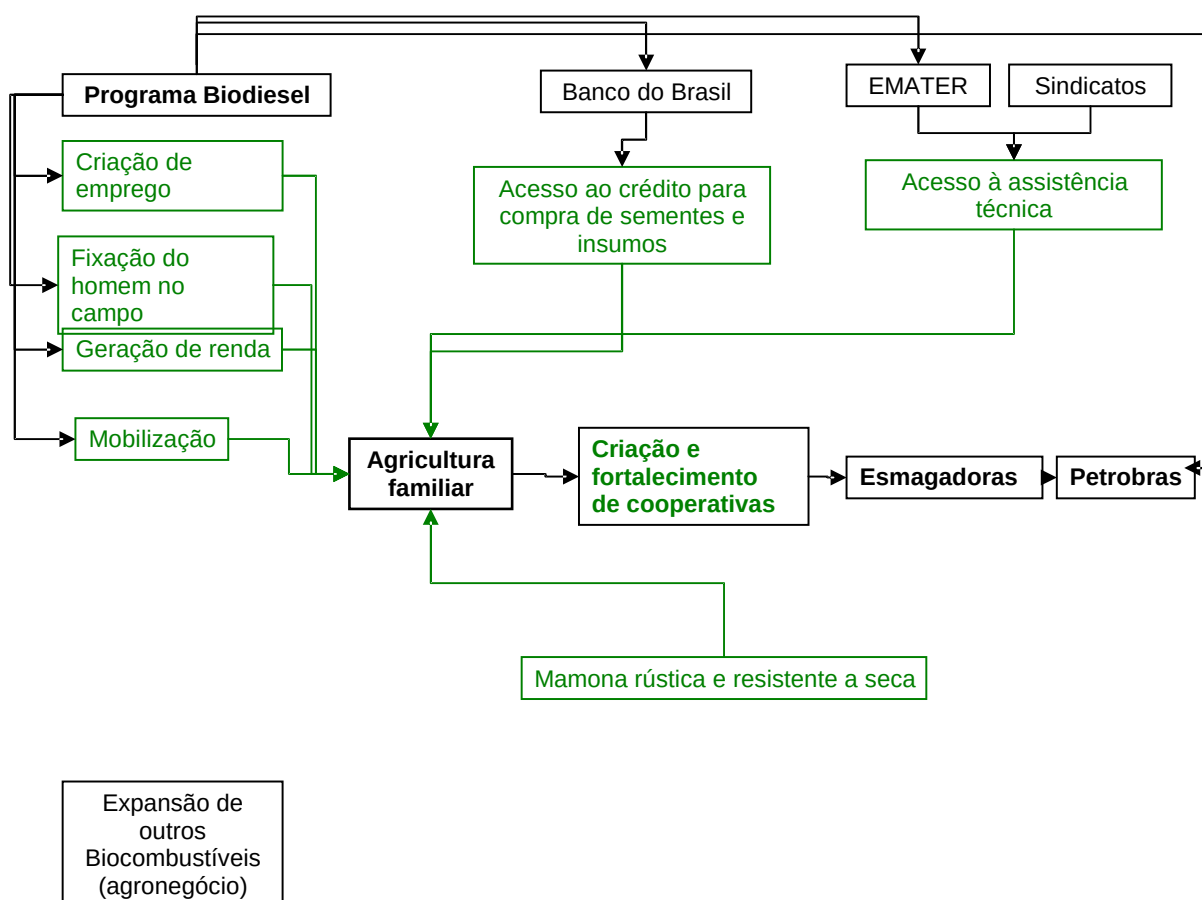 Programa Biodiesel
Banco do Brasil
EMATER
Sindicatos
Criação de
emprego
Acesso ao crédito para
compra de sementes e
insumos
Acesso à assistência
técnica
Fixação do
homem no
campo
Geração de renda
Mobilização
Agricultura
familiar
Criação e
fortalecimento
de cooperativas
Esmagadoras
Petrobras
Mamona rústica e resistente a seca
Expansão de
outros
Biocombustíveis
(agronegócio)